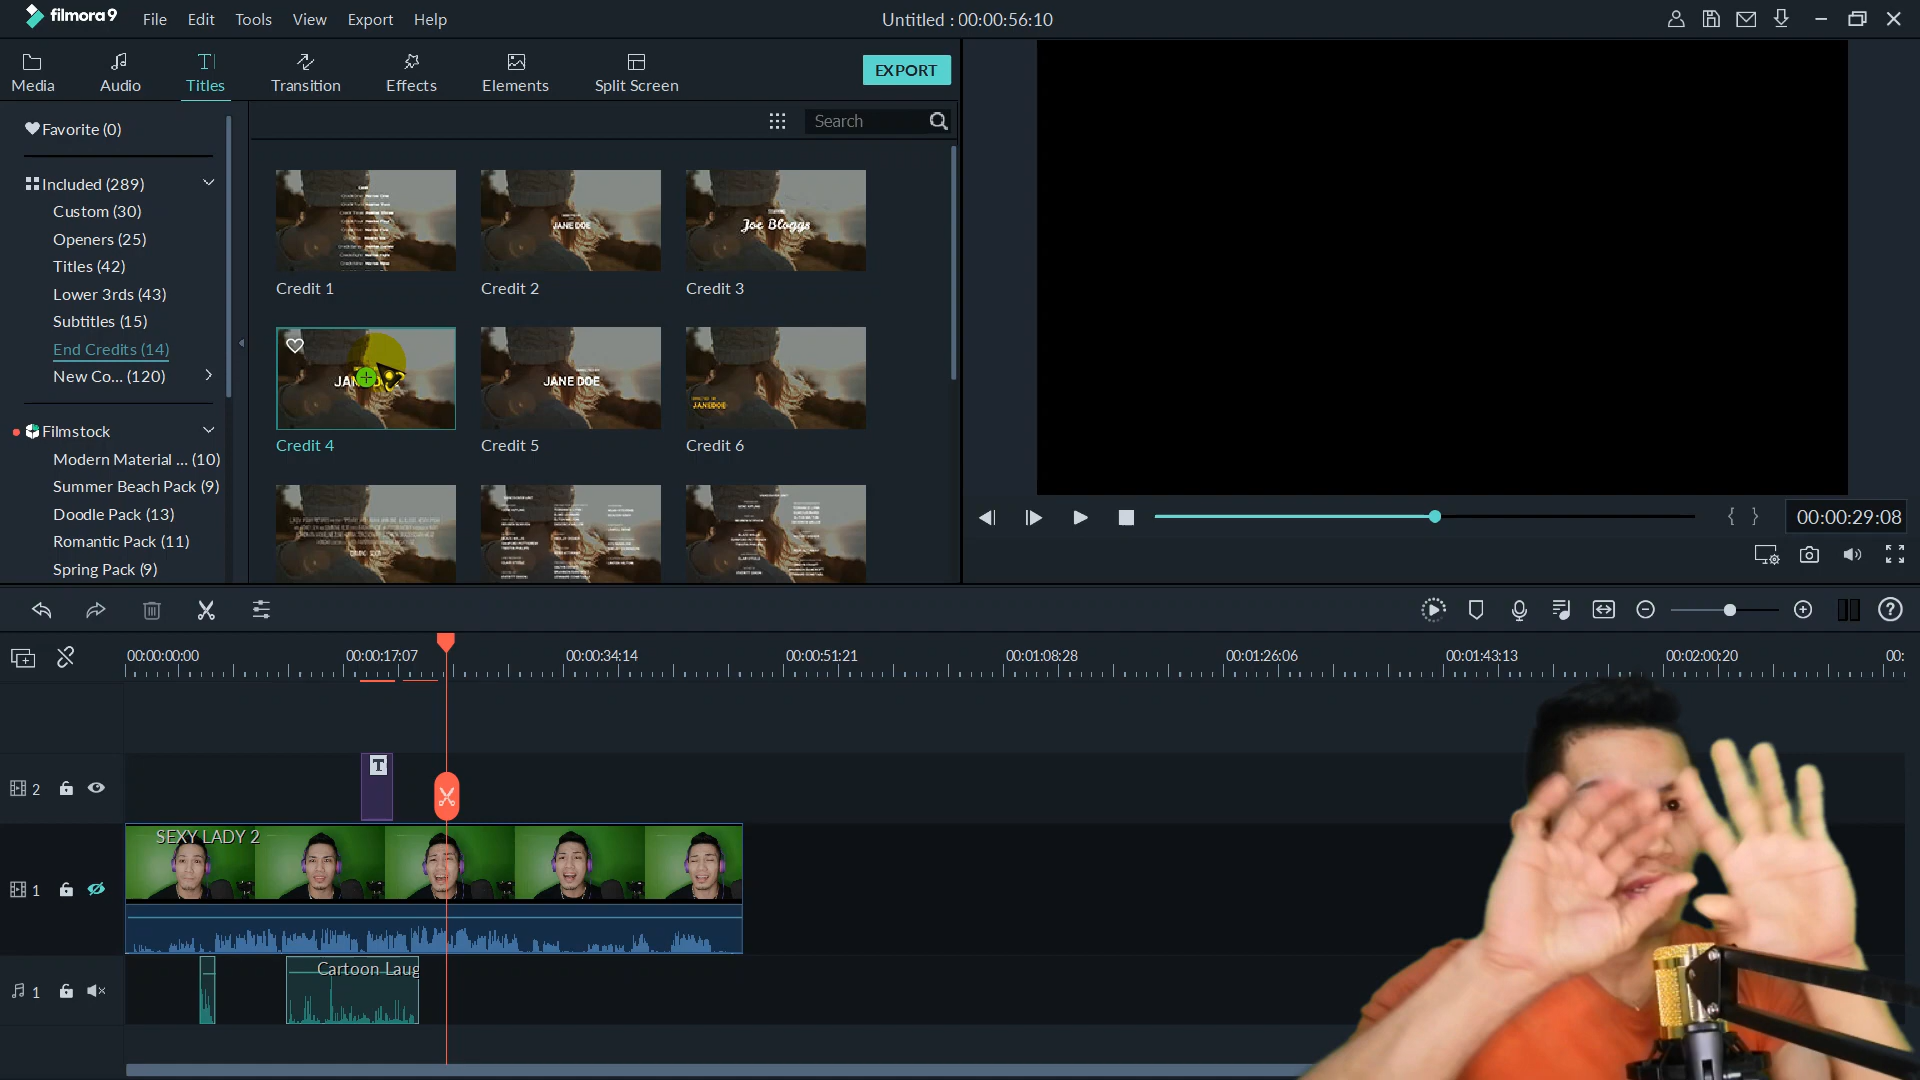 filmora9 File Edit Tools View Export Help Untitled : 00:00:56:10
Media Audio Titles Transition Effects Elements Split Screen EXPORT
Search
Favorite (0)
Included (289)
Custom (30)
Openers (25)
Titles (42)
Lower 3rds (43)
Subtitles (15)
End Credits (14)
New Co... (120)
Filmstock
Modern Material ... (10)
Summer Beach Pack (9)
Doodle Pack (13)
Romantic Pack (11)
Spring Pack (9)
JANE DOE
Joe Bloggs
Credit 1 Credit 2 Credit 3
JANE DOE
JANEDOE
Credit 4 Credit 5 Credit 6
00:00:29:08
00:00:00:00 00:00:17:07 00:00:34:14 00:00:51:21 00:01:08:28 00:01:26:06 00:01:43:13 00:02:00:20 00:
T
2
SEXY LADY 2
1
Cartoon Laug
1